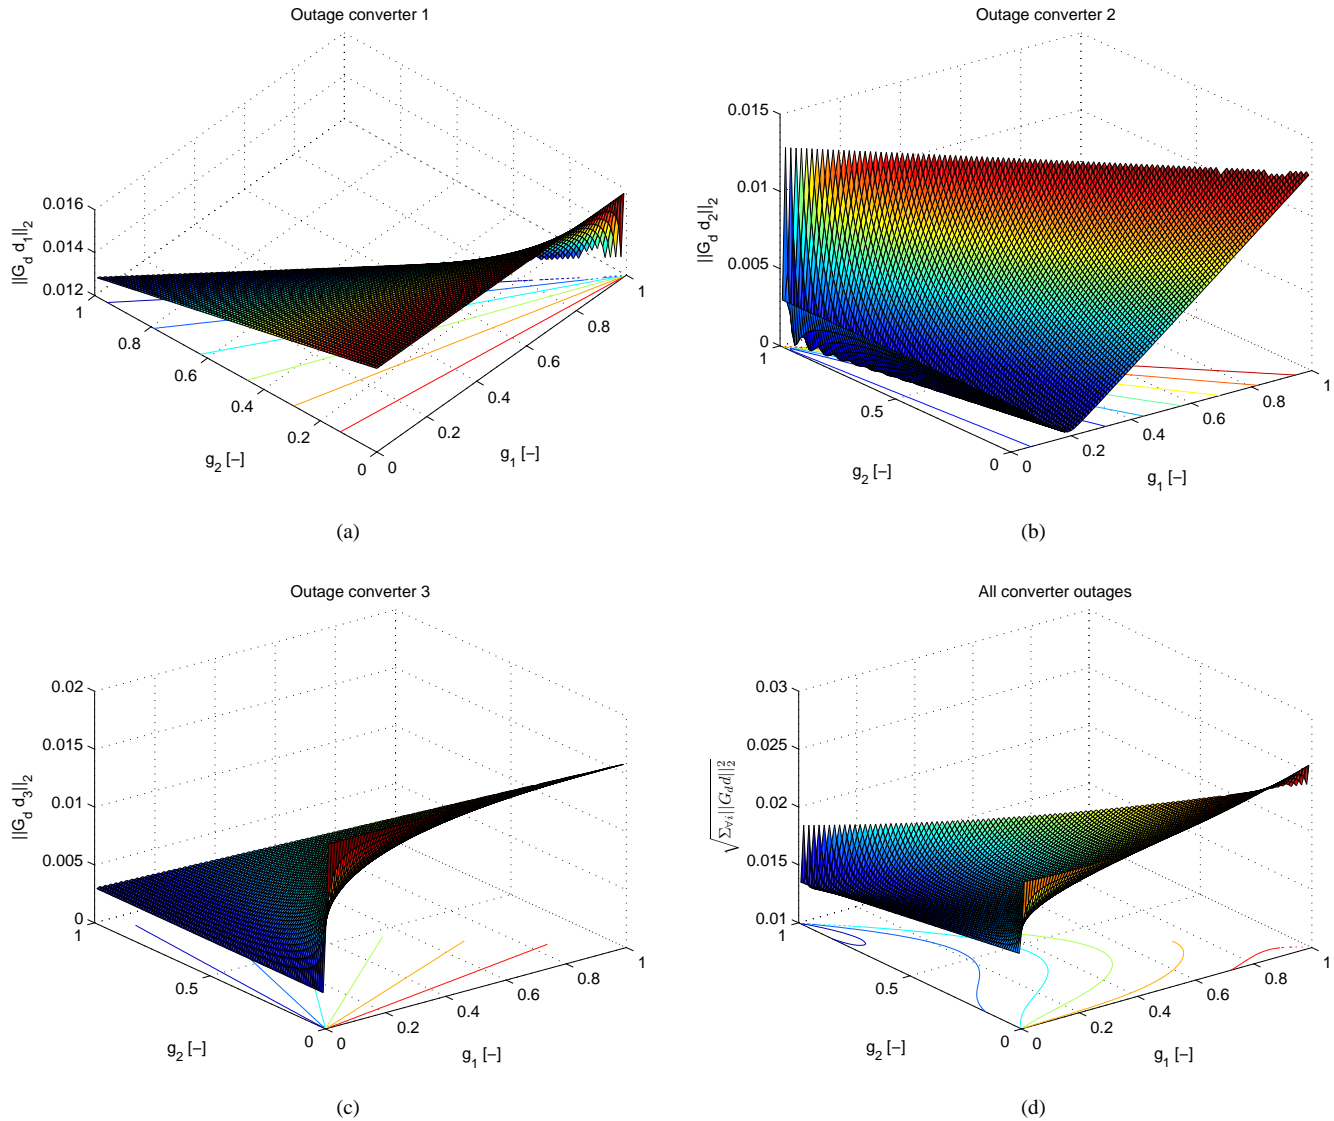 Outage converter 1
||G_d d_1||_2
0.016
0.014
0.012
1
0.8
0.6
0.4
0.2
0
g_2 [–]
0
0.2
0.4
0.6
0.8
1
g_1 [–]
(a)
Outage converter 2
||G_d d_2||_2
0.015
0.01
0.005
0
1
0.5
0
g_2 [–]
0
0.2
0.4
0.6
0.8
1
g_1 [–]
(b)
Outage converter 3
||G_d d_3||_2
0.02
0.015
0.01
0.005
0
1
0.5
0
g_2 [–]
0
0.2
0.4
0.6
0.8
1
g_1 [–]
(c)
All converter outages
√Σ_∀i ||G_d d||_2^2
0.03
0.025
0.02
0.015
0.01
1
0.5
0
g_2 [–]
0
0.2
0.4
0.6
0.8
1
g_1 [–]
(d)